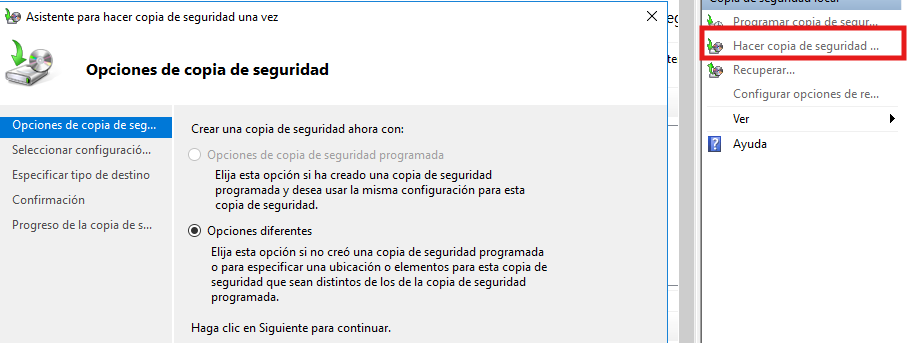 Asistente para hacer copia de seguridad una vez
Opciones de copia de seguridad
Opciones de copia de seg...
Seleccionar configuració...
Especificar tipo de destino
Confirmación
Progreso de la copia de s...
Crear una copia de seguridad ahora con:
Opciones de copia de seguridad programada
Elija esta opción si ha creado una copia de seguridad
programada y desea usar la misma configuración para esta
copia de seguridad.
Opciones diferentes
Elija esta opción si no creó una copia de seguridad programada
o para especificar una ubicación o elementos para esta copia de
seguridad que sean distintos de los de la copia de seguridad
programada.
Haga clic en Siguiente para continuar.
Copia de seguridad local
Programar copia de segur...
Hacer copia de seguridad ...
Recuperar...
Configurar opciones de re...
Ver
Ayuda